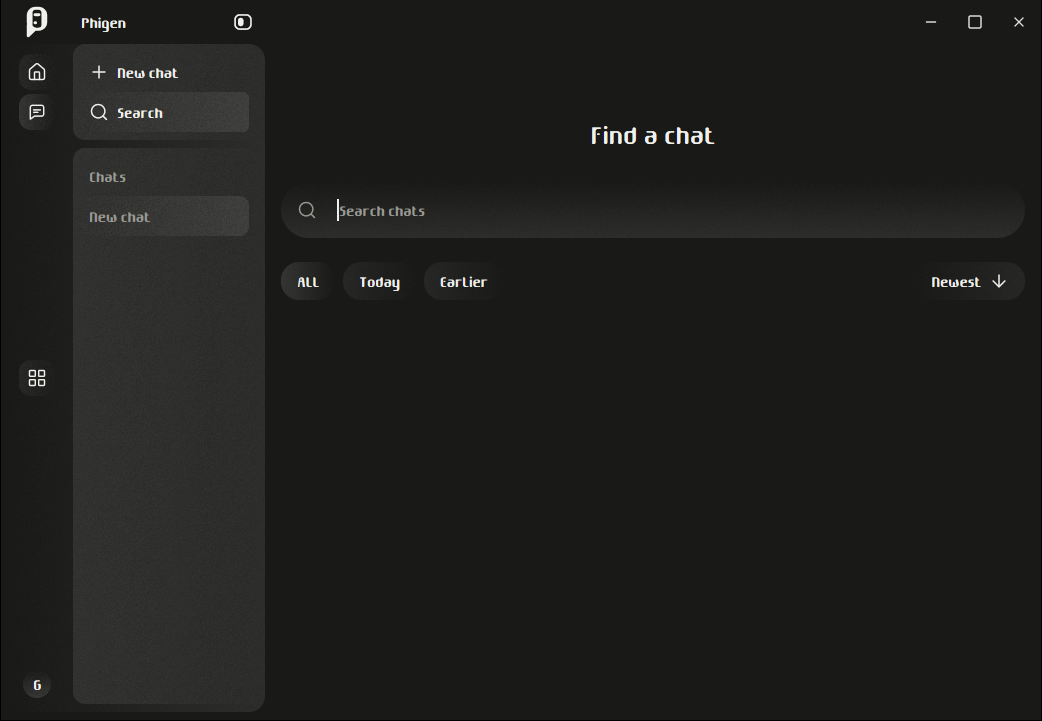 Phigen
New chat
Search
Chats
New chat
Find a chat
Search chats
All
Today
Earlier
Newest
G